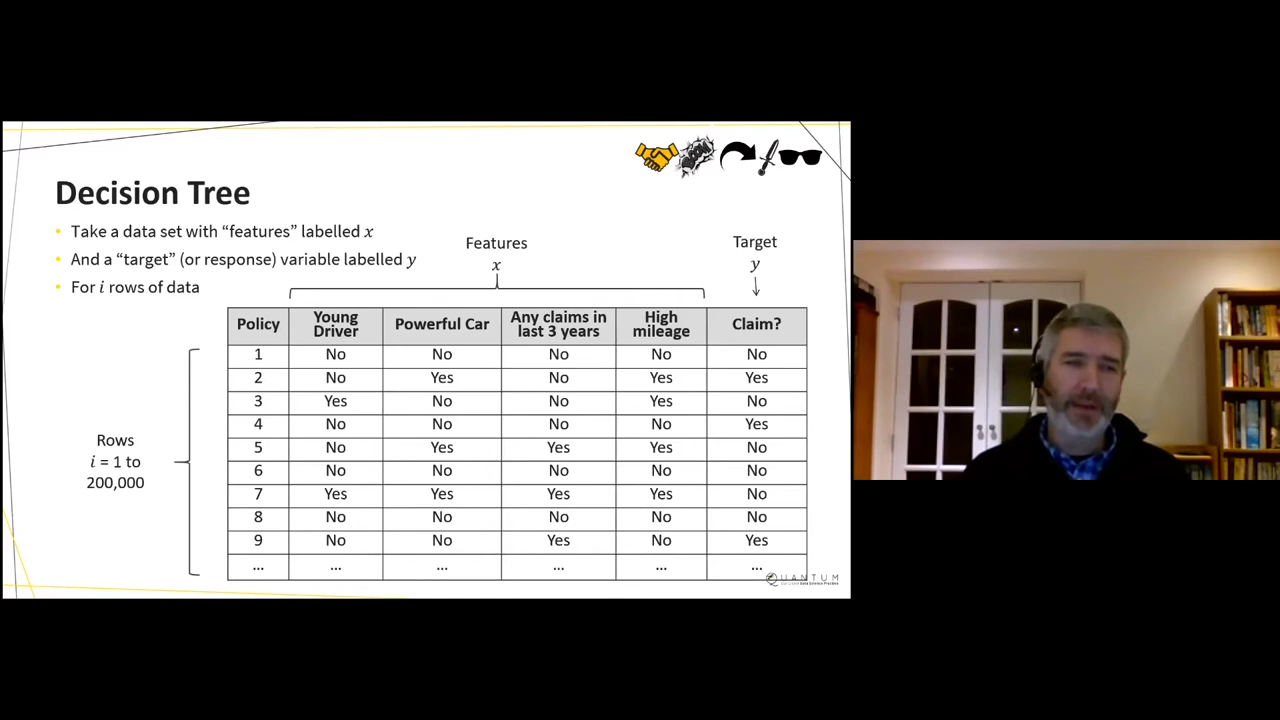 BOOM
Decision Tree
• Take a data set with “features” labelled x
• And a “target” (or response) variable labelled y
• For i rows of data
Features
x
Target
y
Policy Young Driver Powerful Car Any claims in last 3 years High mileage Claim?
1 No No No No No
2 No Yes No Yes Yes
3 Yes No No Yes No
4 No No No No Yes
5 No Yes Yes Yes No
6 No No No No No
7 Yes Yes Yes Yes No
8 No No No No No
9 No No Yes No Yes
... ... ... ... ... ...
Rows
i = 1 to
200,000
QUANTUM